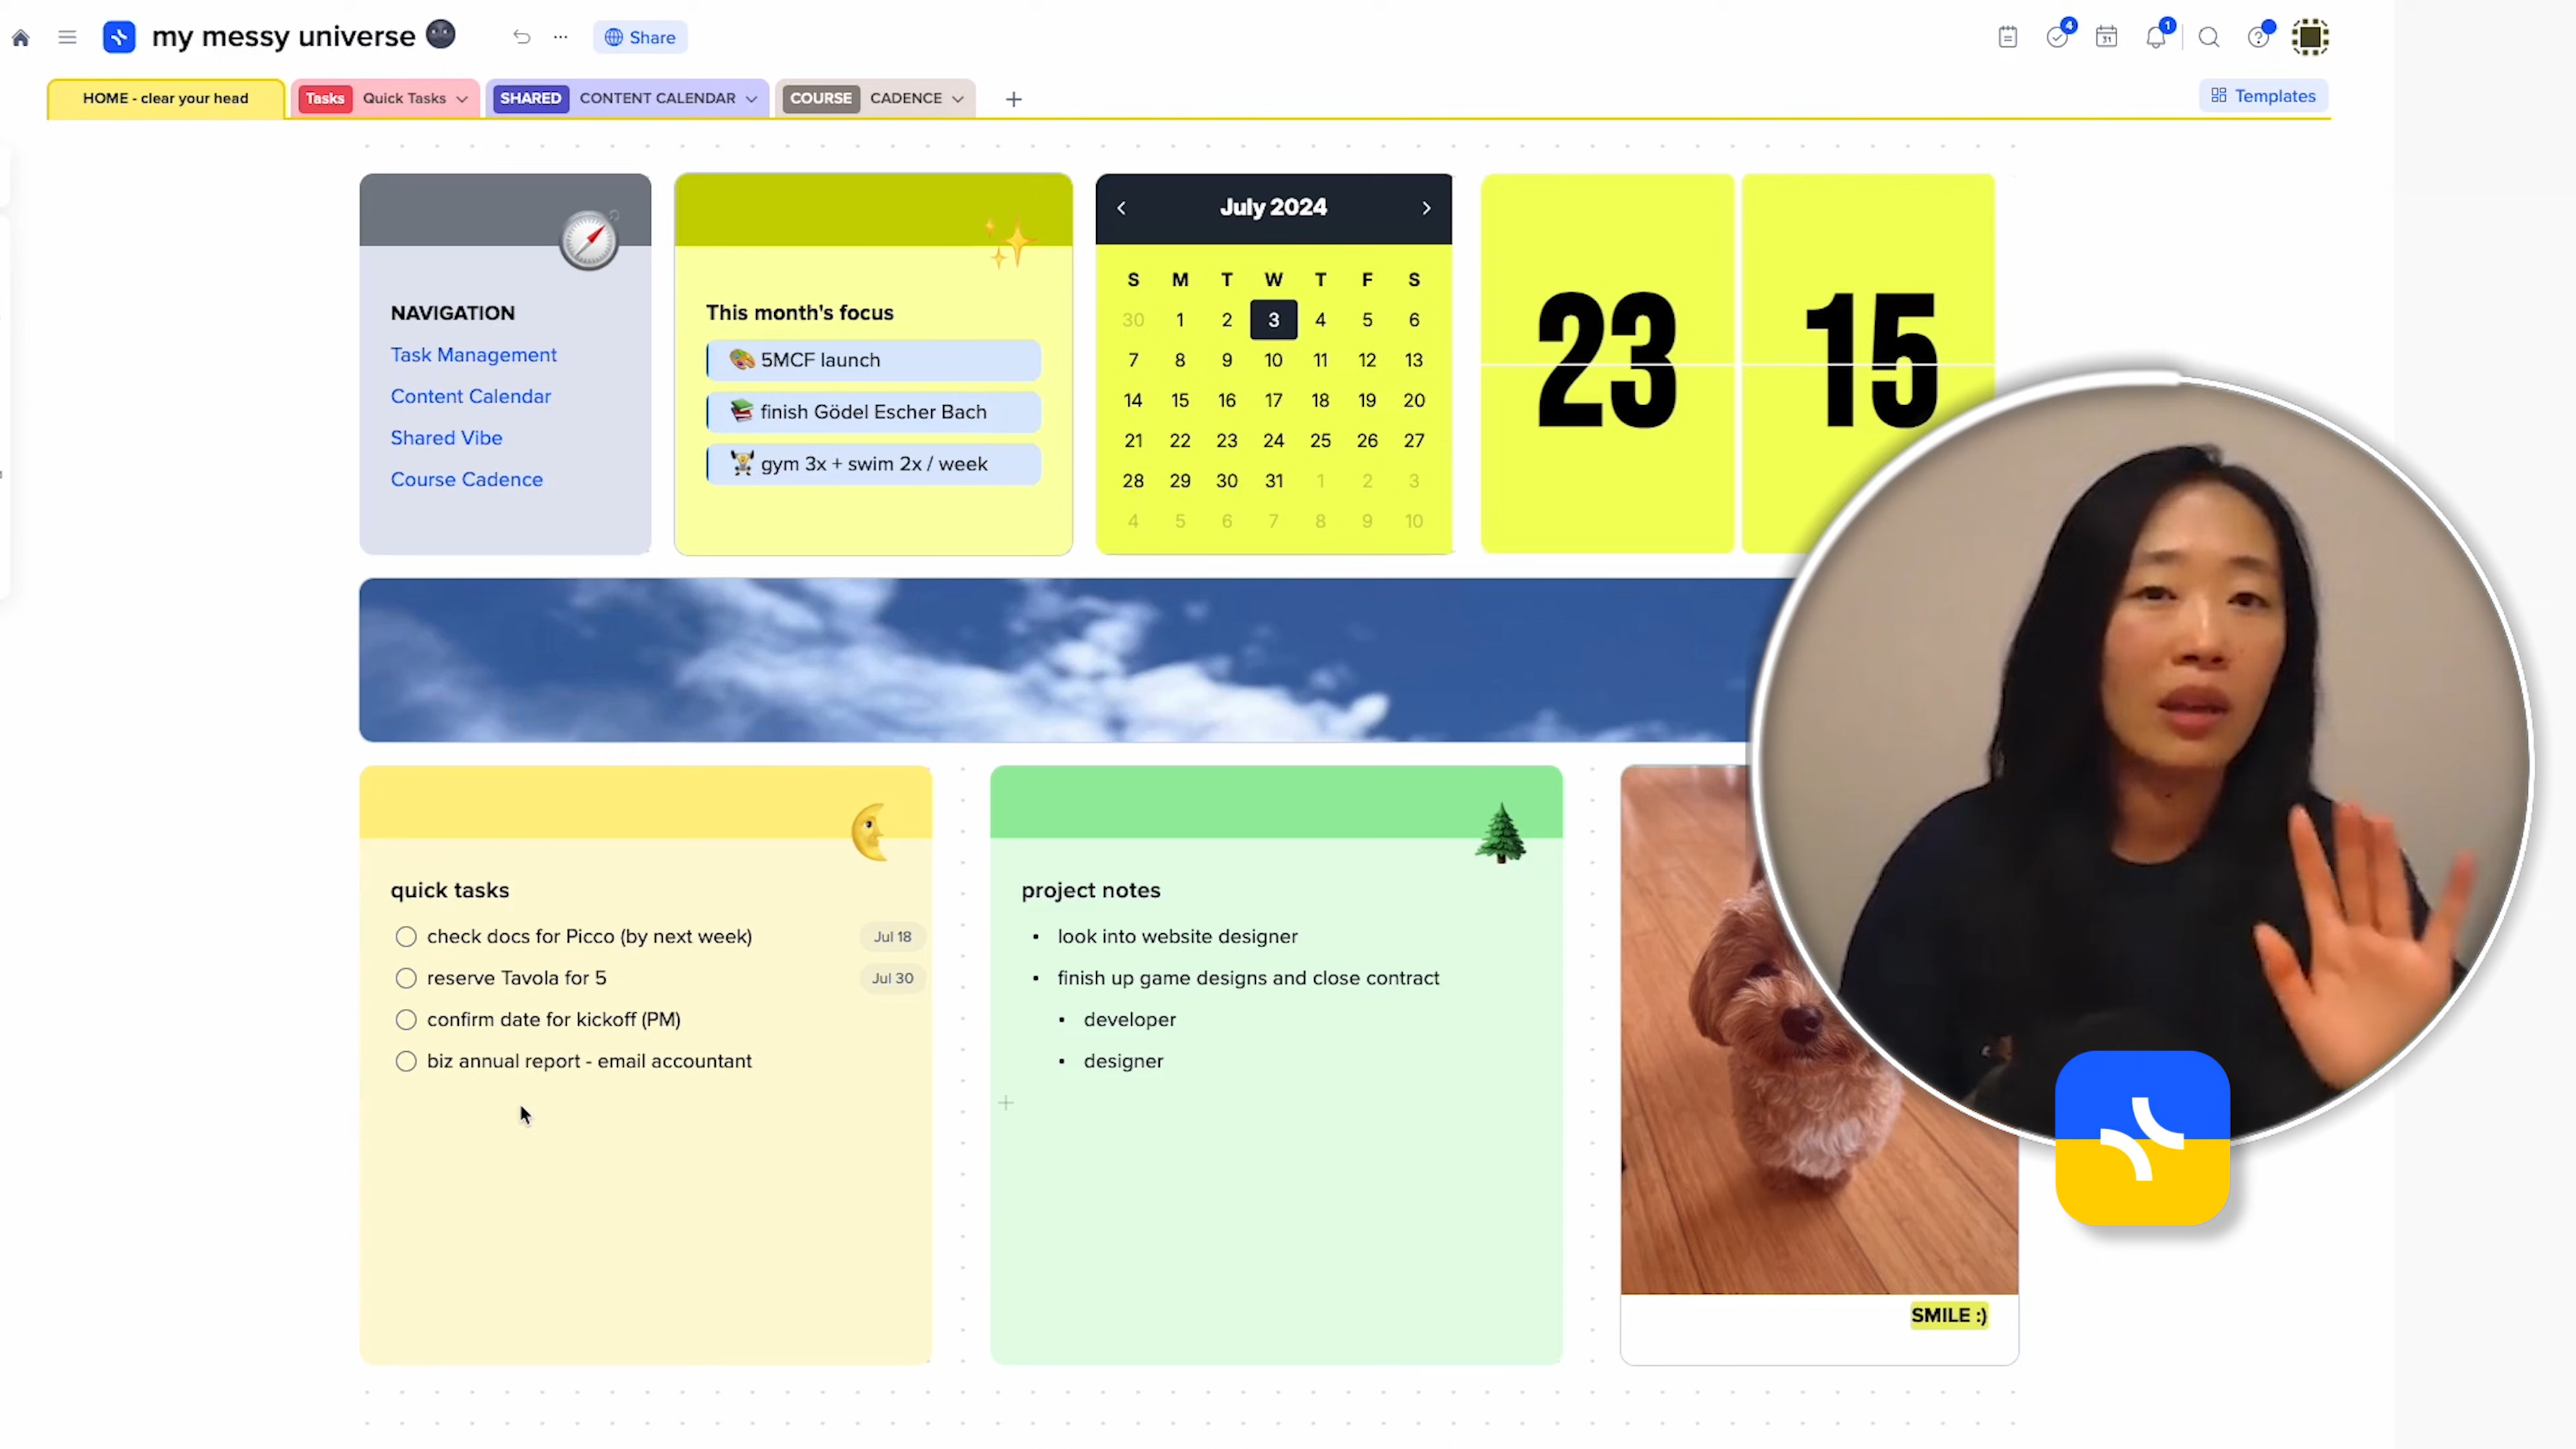 my messy universe
Share
4
31
1
HOME - clear your head
Tasks Quick Tasks
SHARED CONTENT CALENDAR
COURSE CADENCE
Templates
NAVIGATION
Task Management
Content Calendar
Shared Vibe
Course Cadence
This month's focus
🎨 5MCF launch
📚 finish Gödel Escher Bach
🏋 gym 3x + swim 2x / week
July 2024
S M T W T F S
30 1 2 3 4 5 6
7 8 9 10 11 12 13
14 15 16 17 18 19 20
21 22 23 24 25 26 27
28 29 30 31 1 2 3
4 5 6 7 8 9 10
23 15
quick tasks
check docs for Picco (by next week) Jul 18
reserve Tavola for 5 Jul 30
confirm date for kickoff (PM)
biz annual report - email accountant
project notes
• look into website designer
• finish up game designs and close contract
• developer
• designer
SMILE :)